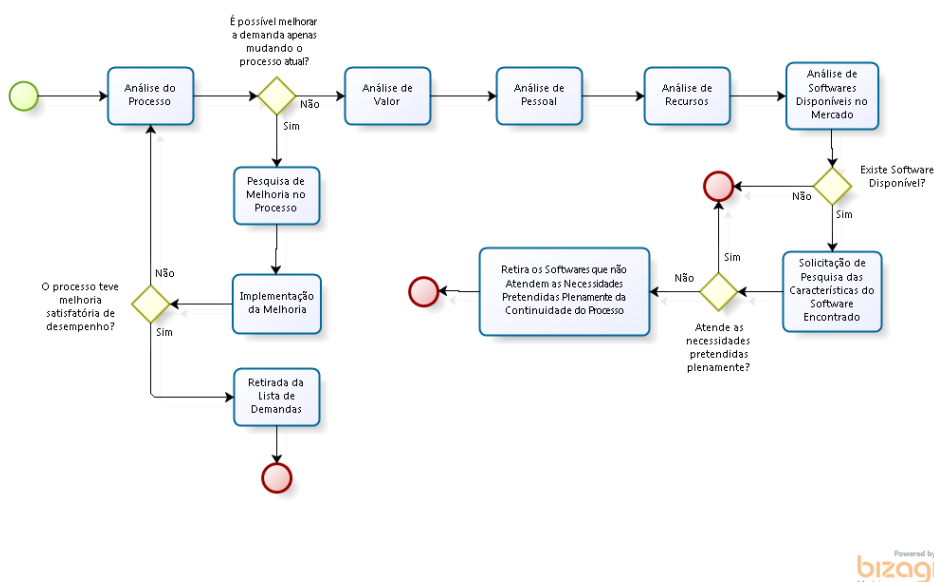 É possível melhorar
a demanda apenas
mudando o
processo atual?
Análise do
Processo
Não
Sim
Análise de
Valor
Análise de
Pessoal
Análise de
Recursos
Análise de
Softwares
Disponíveis no
Mercado
Existe Software
Disponível?
Não
Sim
Pesquisa de
Melhoria no
Processo
Solicitação de
Pesquisa das
Características do
Software
Encontrado
Sim
Não
Atende as
necessidades
pretendidas
plenamente?
Retira os Softwares que não
Atendem as Necessidades
Pretendidas Plenamente da
Continuidade do Processo
Implementação
da Melhoria
O processo teve
melhoria
satisfatória de
desempenho?
Não
Sim
Retirada da
Lista de
Demandas
Powered by
bizagi